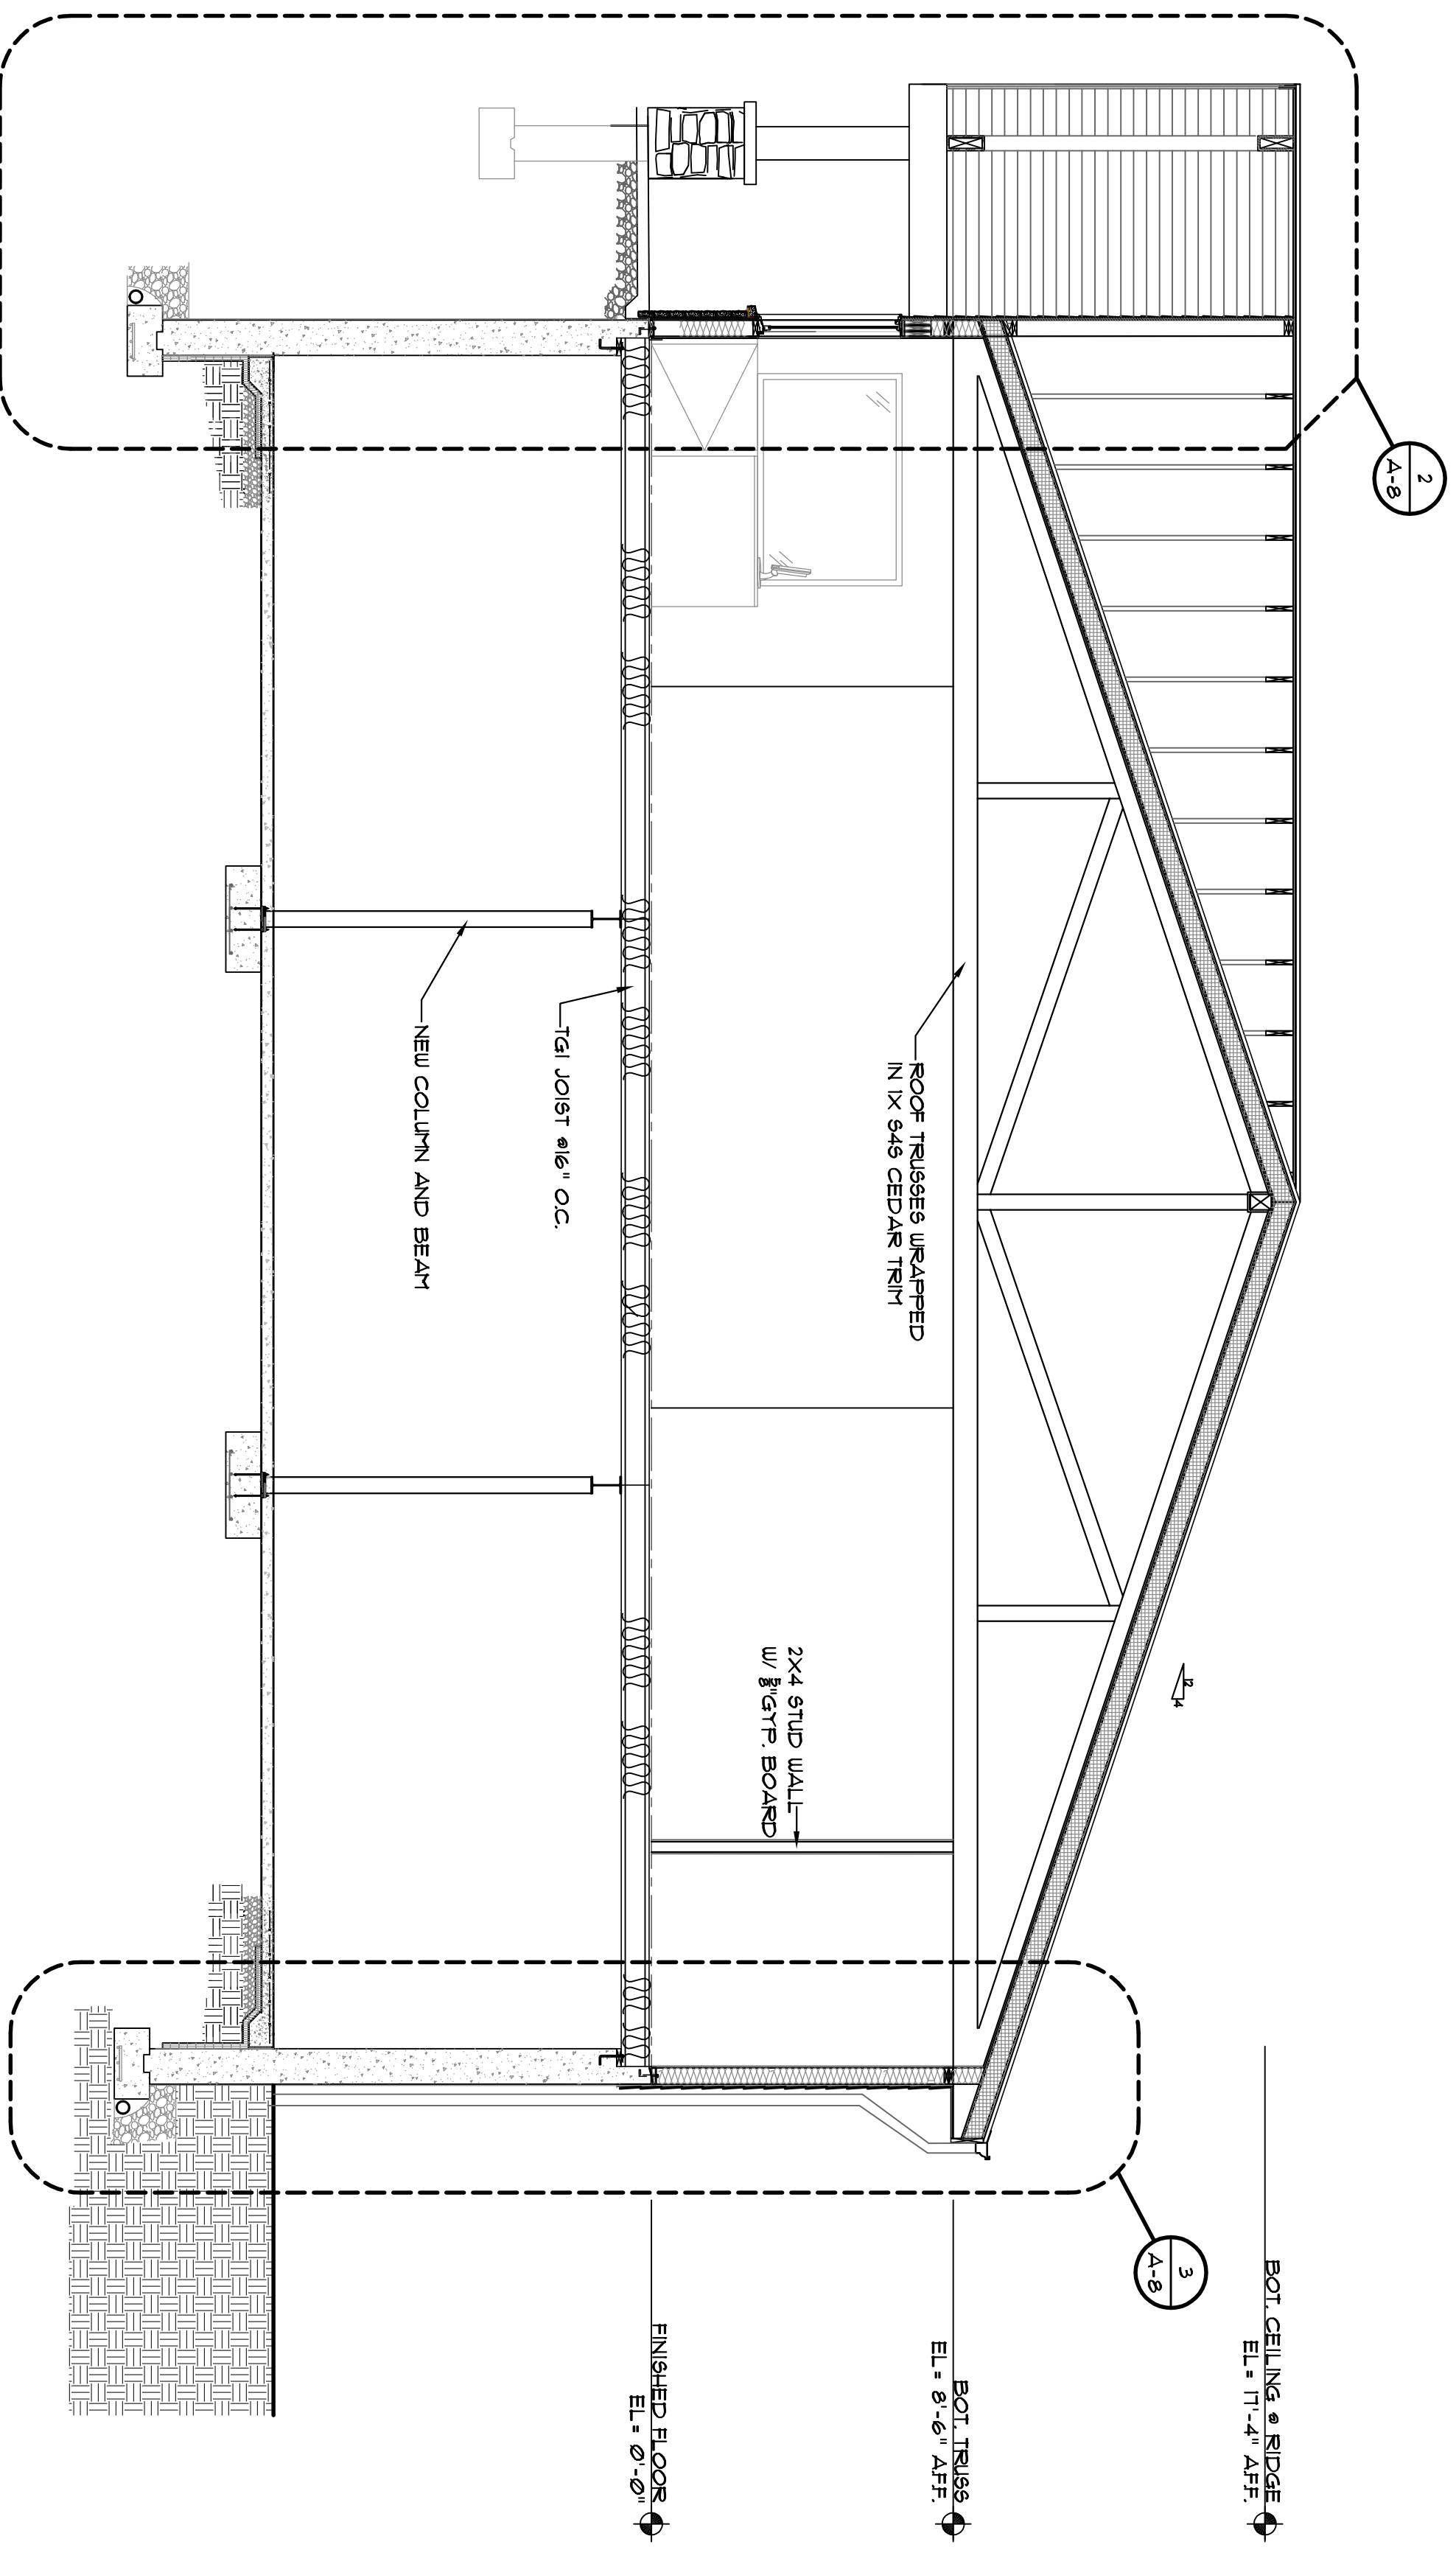 2
A-8
BOT. CEILING @ RIDGE
EL= 17'-4" A.F.F.
12
4
3
A-8
ROOF TRUSSES WRAPPED
IN 1X S4S CEDAR TRIM
BOT. TRUSS
EL= 8'-6" A.F.F.
2X4 STUD WALL
W/ 5/8"GYP. BOARD
FINISHED FLOOR
EL= 0'-0"
TGI JOIST @16" O.C.
NEW COLUMN AND BEAM